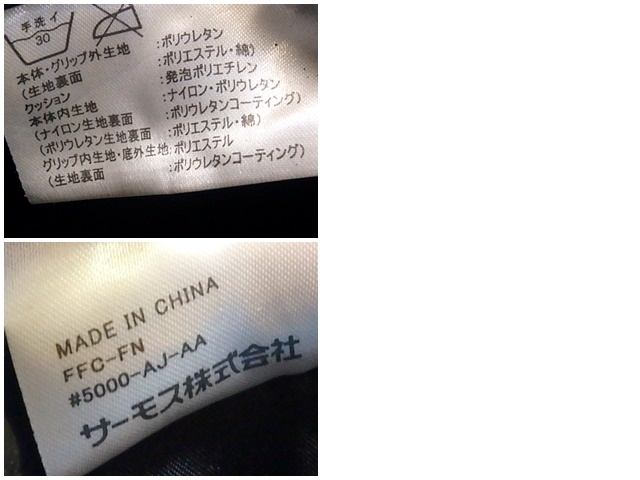 手洗イ
30
本体・グリップ外生地 :ポリウレタン
(生地裏面 :ポリエステル・綿)
クッション :発泡ポリエチレン
本体内生地 :ナイロン・ポリウレタン
(ナイロン生地裏面 :ポリウレタンコーティング)
(ポリウレタン生地裏面 :ポリエステル・綿)
グリップ内生地・底外生地:ポリエステル
(生地裏面 :ポリウレタンコーティング)
MADE IN CHINA
FFC-FN
#5000-AJ-AA
サーモス株式会社